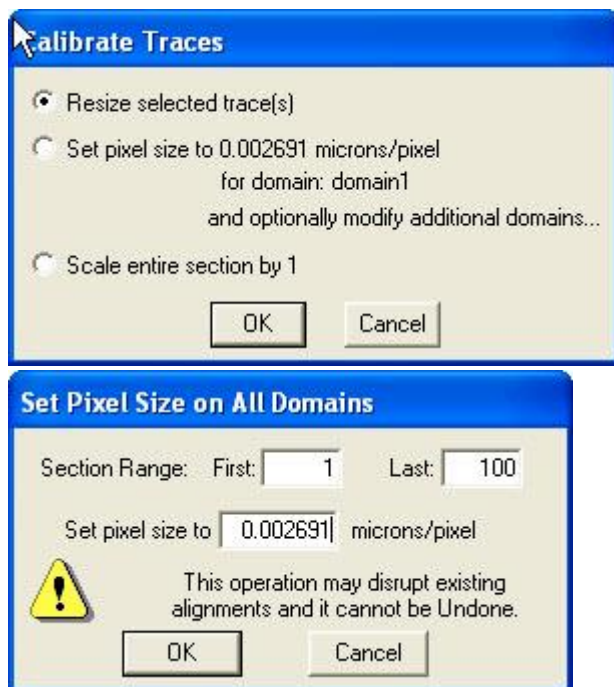 Calibrate Traces
Resize selected trace(s)
Set pixel size to 0.002691 microns/pixel
for domain: domain1
and optionally modify additional domains...
Scale entire section by 1
OK Cancel
Set Pixel Size on All Domains
Section Range: First: 1 Last: 100
Set pixel size to 0.002691 microns/pixel
This operation may disrupt existing
alignments and it cannot be Undone.
OK Cancel